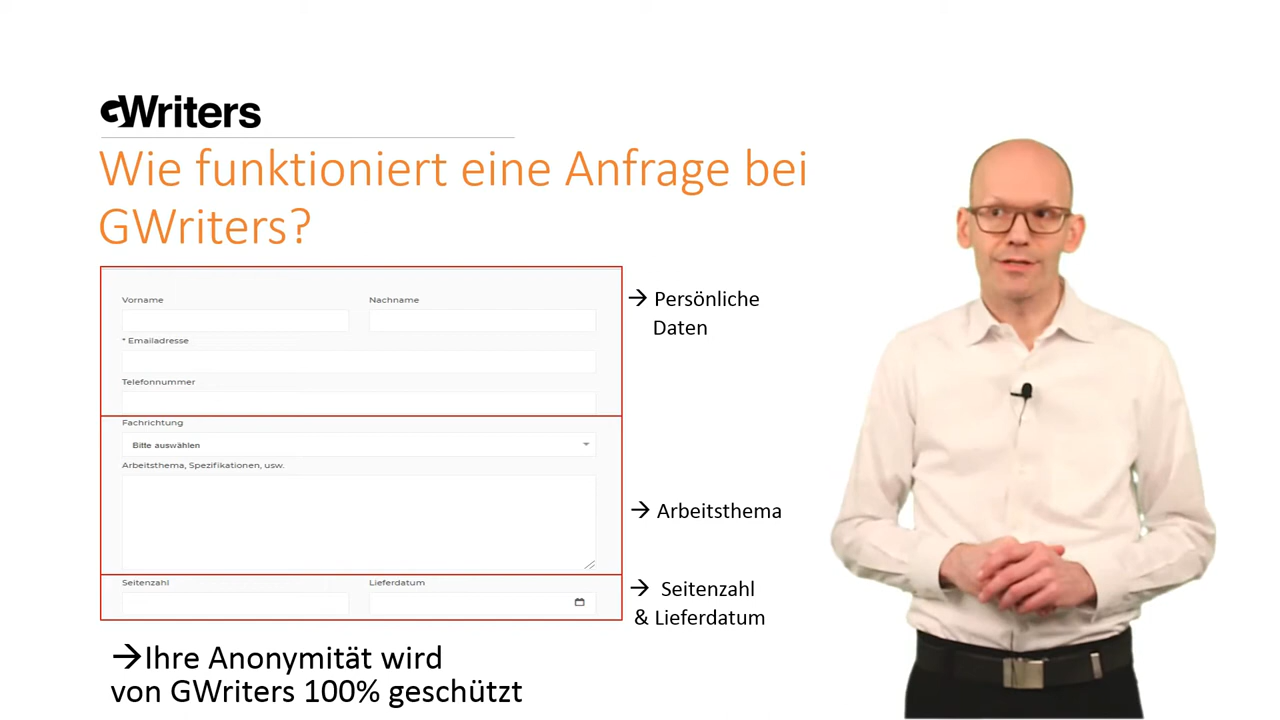 GWriters
Wie funktioniert eine Anfrage bei
GWriters?
Vorname Nachname
* Emailadresse
Telefonnummer
→ Persönliche
Daten
Fachrichtung
Bitte auswählen
Arbeitsthema, Spezifikationen, usw.
→ Arbeitsthema
Seitenzahl Lieferdatum
→ Seitenzahl
& Lieferdatum
→Ihre Anonymität wird
von GWriters 100% geschützt